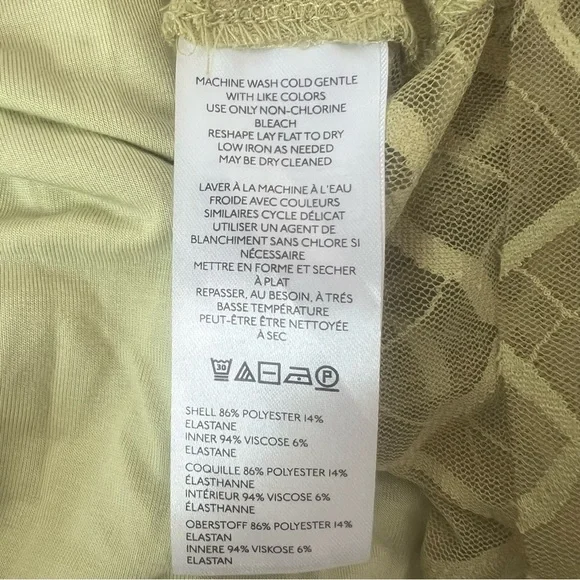 MACHINE WASH COLD GENTLE
WITH LIKE COLORS
USE ONLY NON-CHLORINE
BLEACH
RESHAPE LAY FLAT TO DRY
LOW IRON AS NEEDED
MAY BE DRY CLEANED
LAVER À LA MACHINE À L'EAU
FROIDE AVEC COULEURS
SIMILAIRES CYCLE DÉLICAT
UTILISER UN AGENT DE
BLANCHIMENT SANS CHLORE SI
NÉCESSAIRE
METTRE EN FORME ET SECHER
À PLAT
REPASSER, AU BESOIN, À TRÉS
BASSE TEMPÉRATURE
PEUT-ÊTRE ÊTRE NETTOYÉE
À SEC
30 P
SHELL 86% POLYESTER 14%
ELASTANE
INNER 94% VISCOSE 6%
ELASTANE
COQUILLE 86% POLYESTER 14%
ÉLASTHANNE
INTÉRIEUR 94% VISCOSE 6%
ÉLASTHANNE
OBERSTOFF 86% POLYESTER 14%
ELASTAN
INNERE 94% VISKOSE 6%
ELASTAN